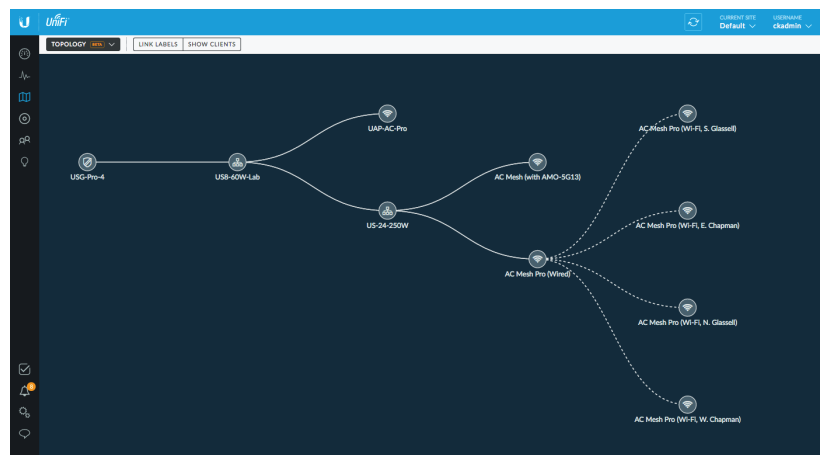 UniFi
CURRENT SITE
Default
USERNAME
ckadmin
TOPOLOGY BETA
LINK LABELS
SHOW CLIENTS
UAP-AC-Pro
AC Mesh Pro (Wi-Fi, S. Glassell)
USG-Pro-4
US8-60W-Lab
AC Mesh (with AMO-5G13)
US-24-250W
AC Mesh Pro (Wi-Fi, E. Chapman)
AC Mesh Pro (Wired)
AC Mesh Pro (Wi-Fi, N. Glassell)
AC Mesh Pro (Wi-Fi, W. Chapman)